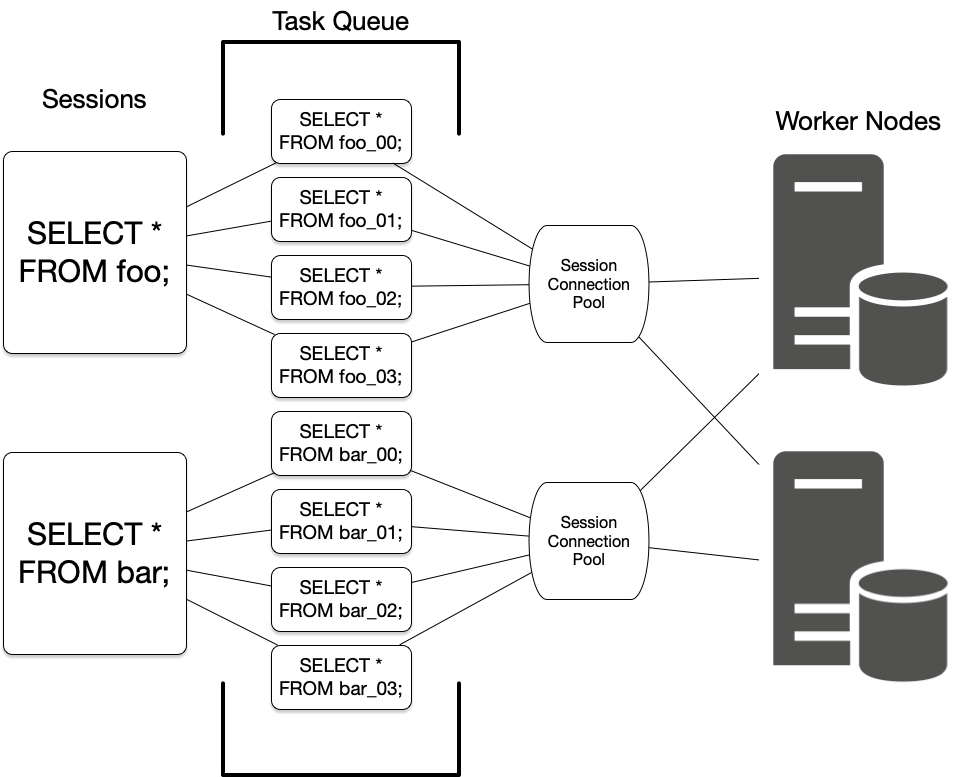 Task Queue
Sessions
Worker Nodes
SELECT *
FROM foo;
SELECT *
FROM foo_00;
SELECT *
FROM foo_01;
SELECT *
FROM foo_02;
SELECT *
FROM foo_03;
Session
Connection
Pool
SELECT *
FROM bar;
SELECT *
FROM bar_00;
SELECT *
FROM bar_01;
SELECT *
FROM bar_02;
SELECT *
FROM bar_03;
Session
Connection
Pool